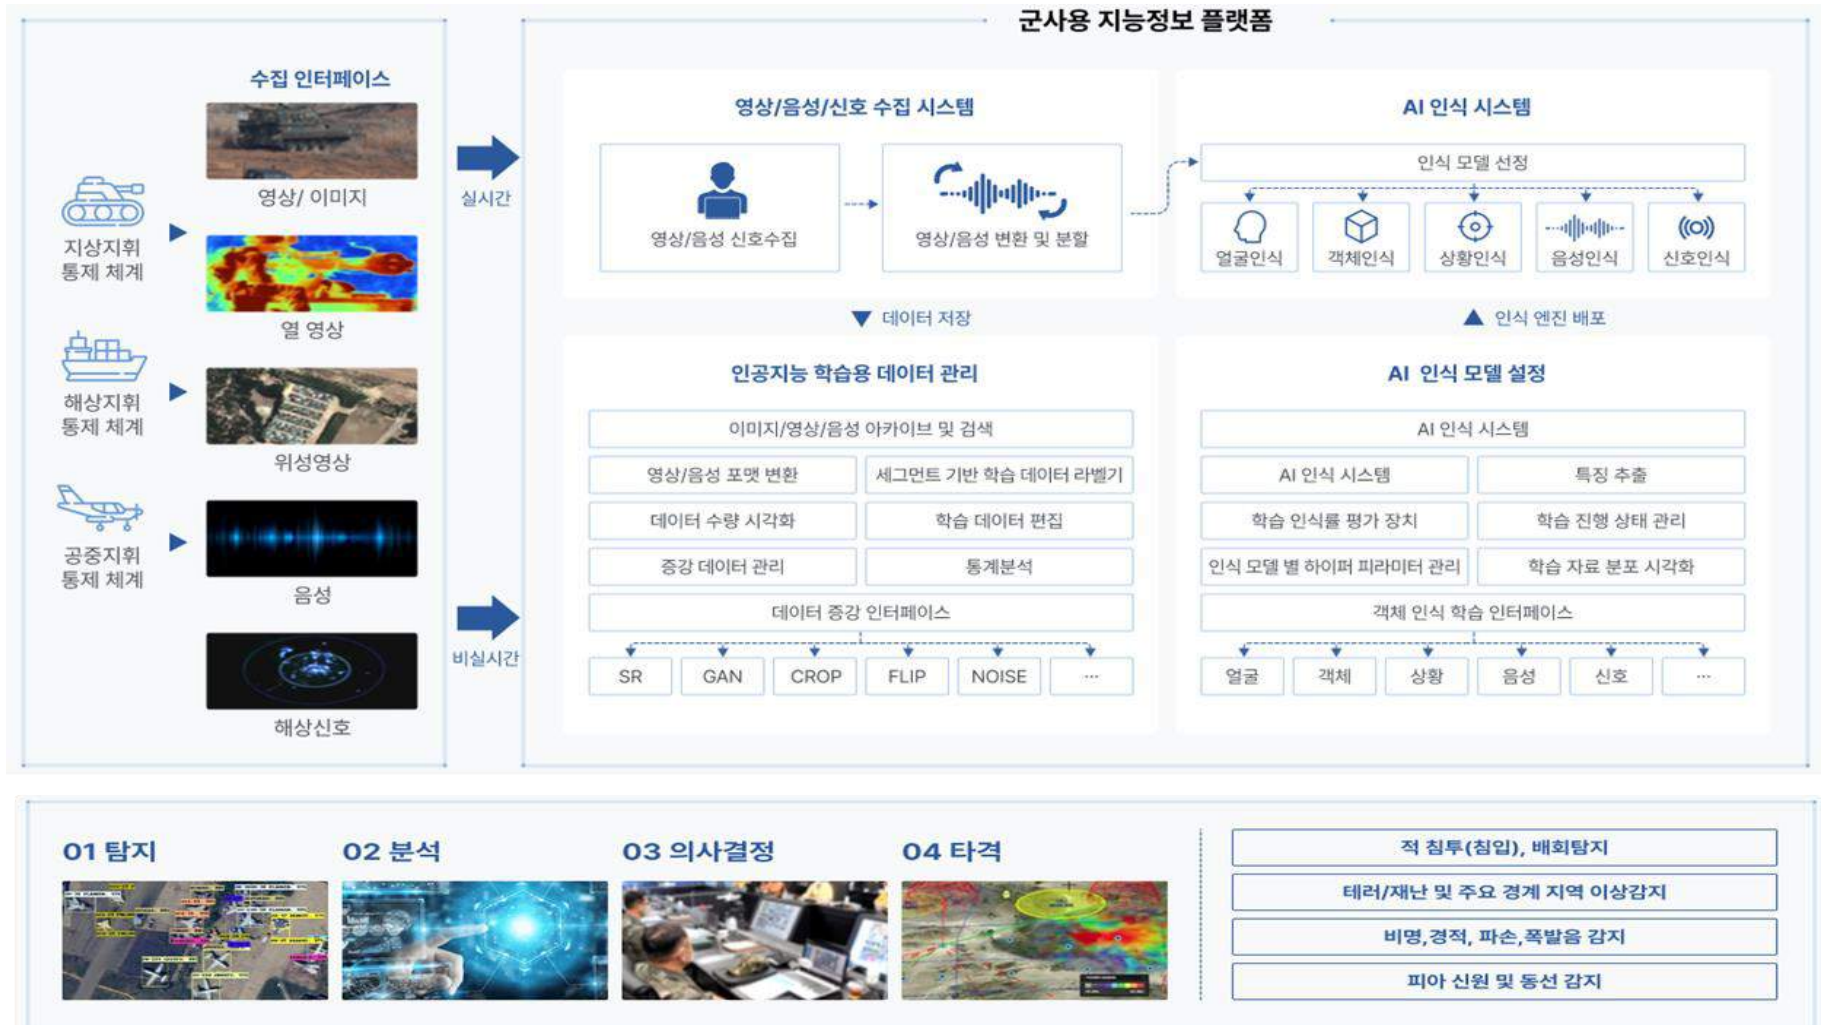 군사용 지능정보 플랫폼
수집 인터페이스
영상/ 이미지
열 영상
위성영상
음성
해상신호
지상지휘
통제 체계
해상지휘
통제 체계
공중지휘
통제 체계
실시간
비실시간
영상/음성/신호 수집 시스템
영상/음성 신호수집
영상/음성 변환 및 분할
AI 인식 시스템
인식 모델 선정
얼굴인식
객체인식
상황인식
음성인식
신호인식
데이터 저장
인식 엔진 배포
인공지능 학습용 데이터 관리
이미지/영상/음성 아카이브 및 검색
영상/음성 포맷 변환
세그먼트 기반 학습 데이터 라벨기
데이터 수량 시각화
학습 데이터 편집
증강 데이터 관리
통계분석
데이터 증강 인터페이스
SR
GAN
CROP
FLIP
NOISE
...
AI 인식 모델 설정
AI 인식 시스템
AI 인식 시스템
특징 추출
학습 인식률 평가 장치
학습 진행 상태 관리
인식 모델 별 하이퍼 피라미터 관리
학습 자료 분포 시각화
객체 인식 학습 인터페이스
얼굴
객체
상황
음성
신호
...
01 탐지
02 분석
03 의사결정
04 타격
적 침투(침입), 배회탐지
테러/재난 및 주요 경계 지역 이상감지
비명,경적, 파손,폭발음 감지
피아 신원 및 동선 감지